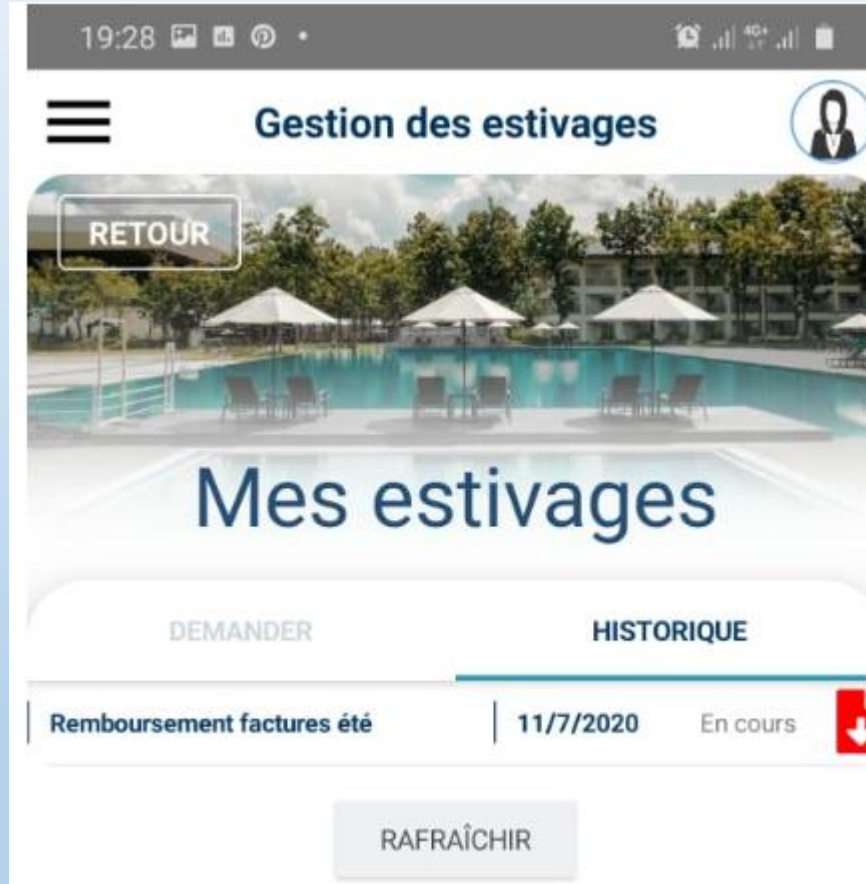 19:28
4G+
Gestion des estivages
RETOUR
Mes estivages
DEMANDER HISTORIQUE
Remboursement factures été 11/7/2020 En cours
RAFRAÎCHIR